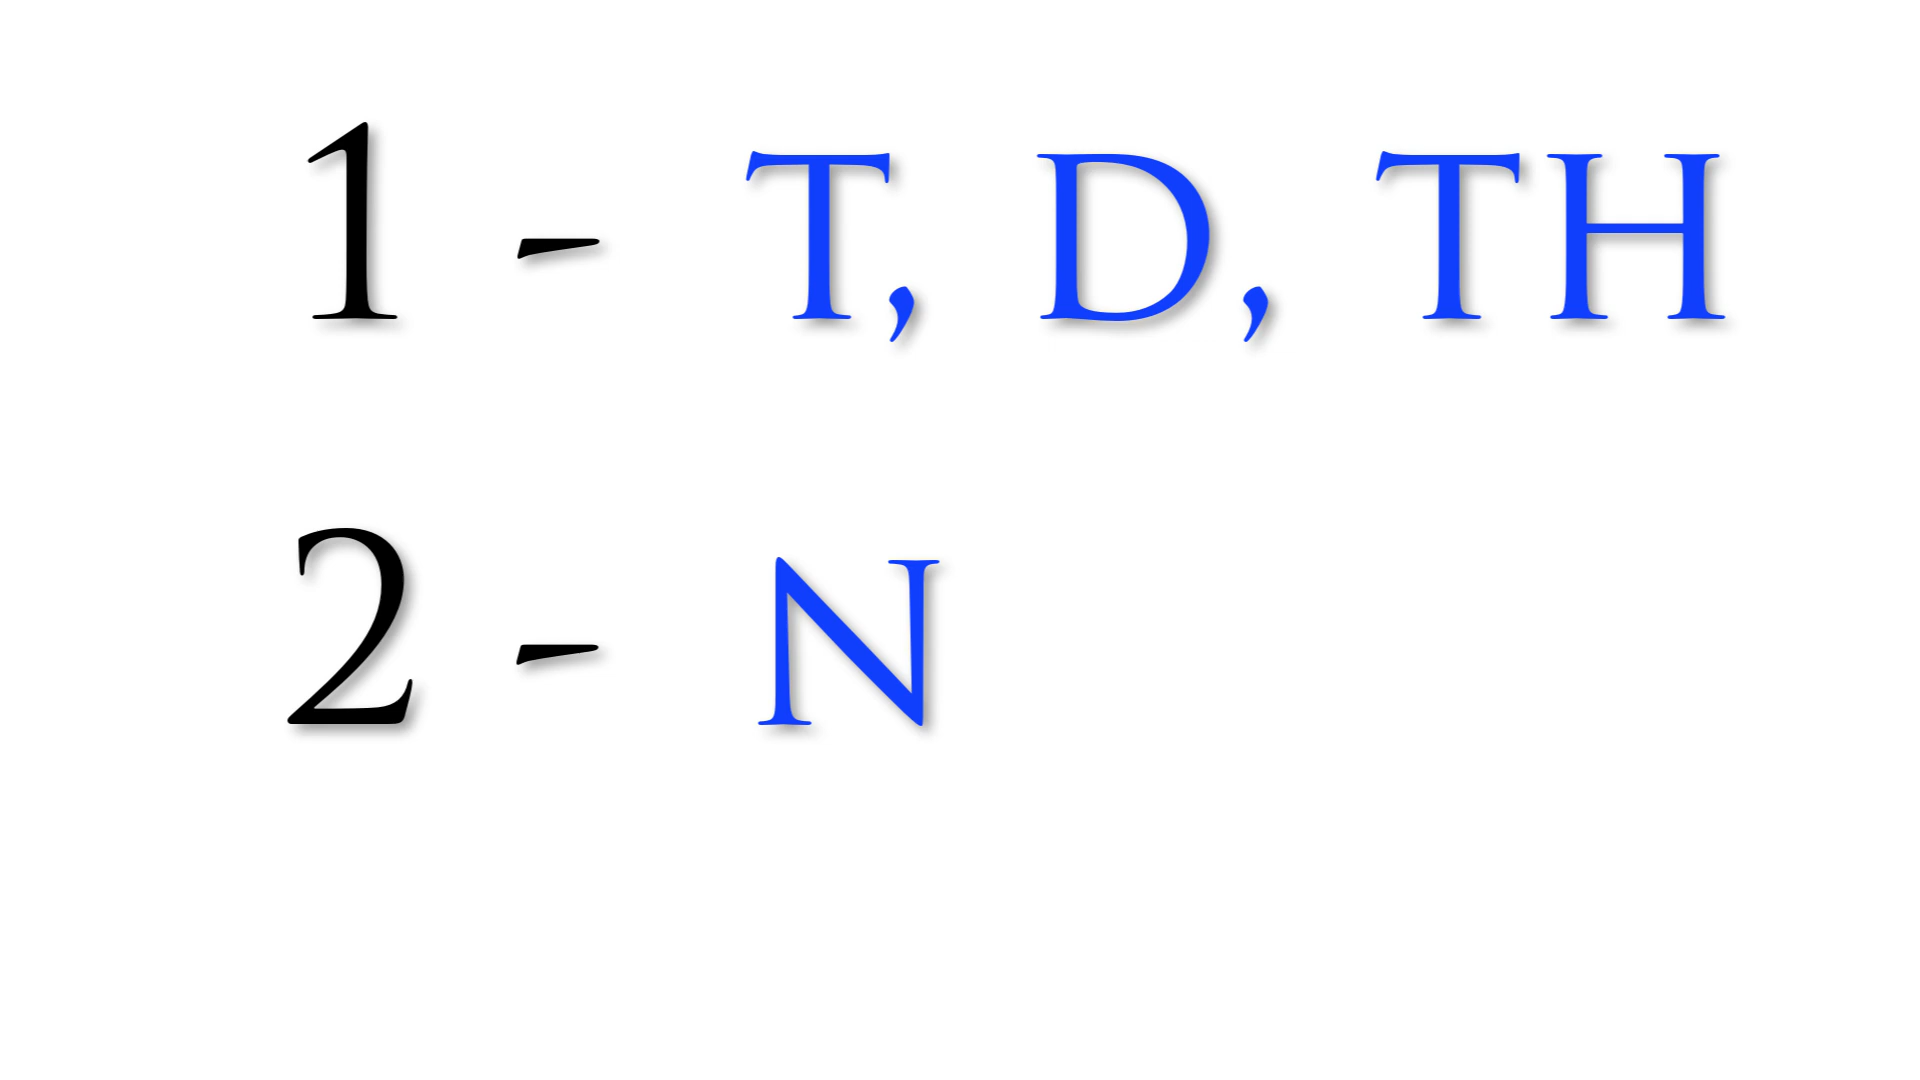 1 - T, D, TH
2 - N